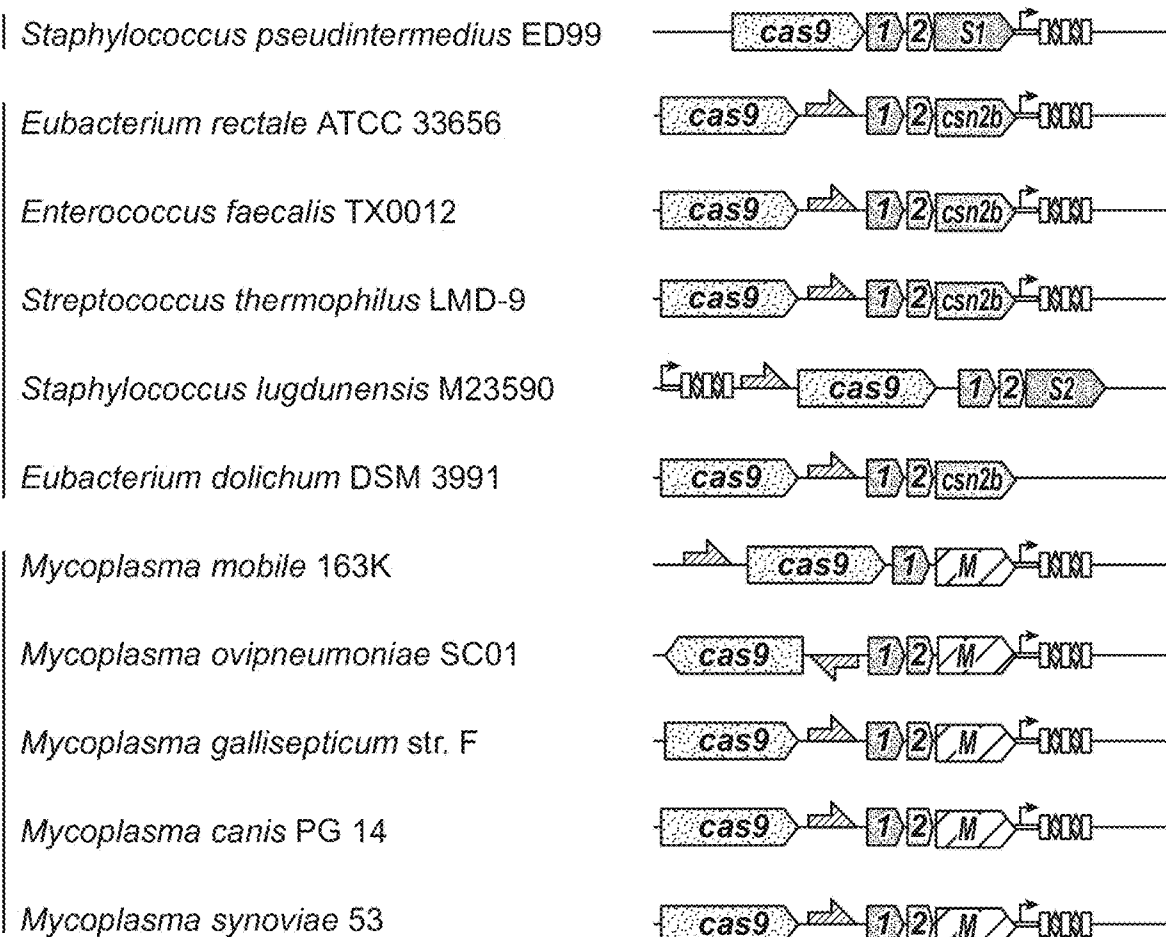 Staphylococcus pseudintermedius ED99 cas9 1 2 S1
Eubacterium rectale ATCC 33656 cas9 1 2 csn2b
Enterococcus faecalis TX0012 cas9 1 2 csn2b
Streptococcus thermophilus LMD-9 cas9 1 2 csn2b
Staphylococcus lugdunensis M23590 cas9 1 2 S2
Eubacterium dolichum DSM 3991 cas9 1 2 csn2b
Mycoplasma mobile 163K cas9 1 M
Mycoplasma ovipneumoniae SC01 cas9 1 2 M
Mycoplasma gallisepticum str. F cas9 1 2 M
Mycoplasma canis PG 14 cas9 1 2 M
Mycoplasma synoviae 53 cas9 1 2 M